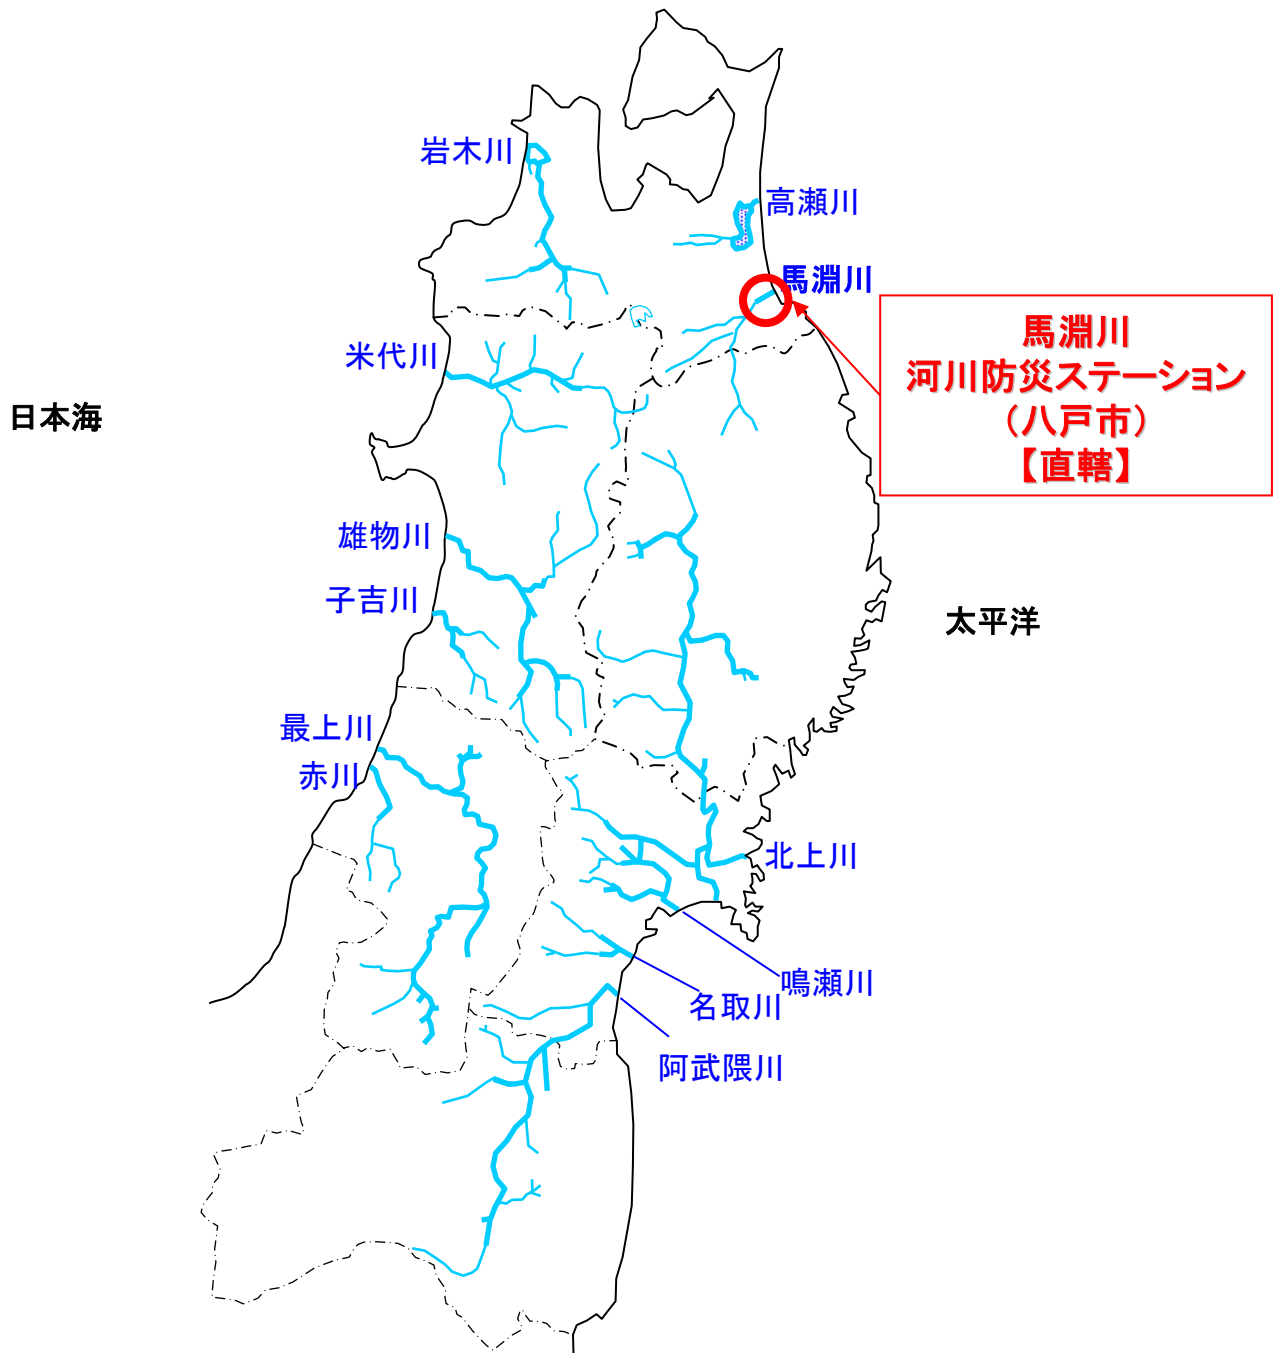 岩木川
高瀬川
馬淵川
馬淵川
河川防災ステーション
（八戸市）
【直轄】
米代川
日本海
雄物川
子吉川
太平洋
最上川
赤川
北上川
鳴瀬川
名取川
阿武隈川